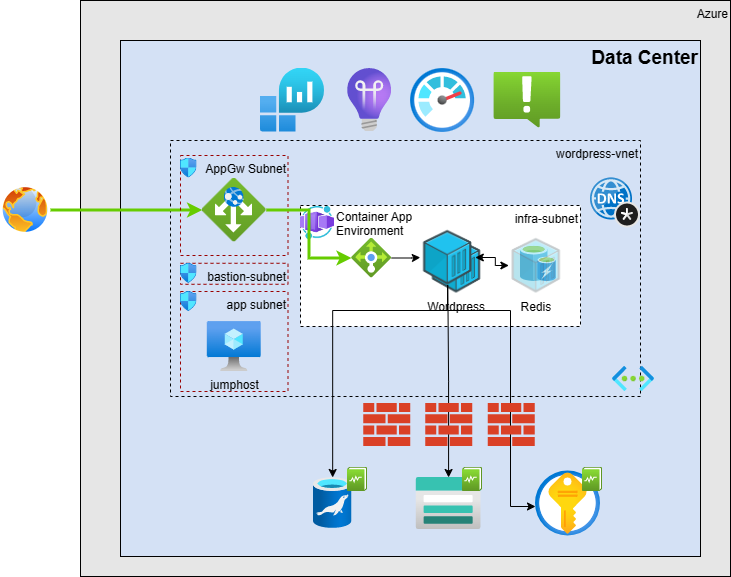 Azure
Data Center
wordpress-vnet
AppGw Subnet
DNS
*
Container App
Environment
infra-subnet
bastion-subnet
app subnet
Wordpress
Redis
jumphost